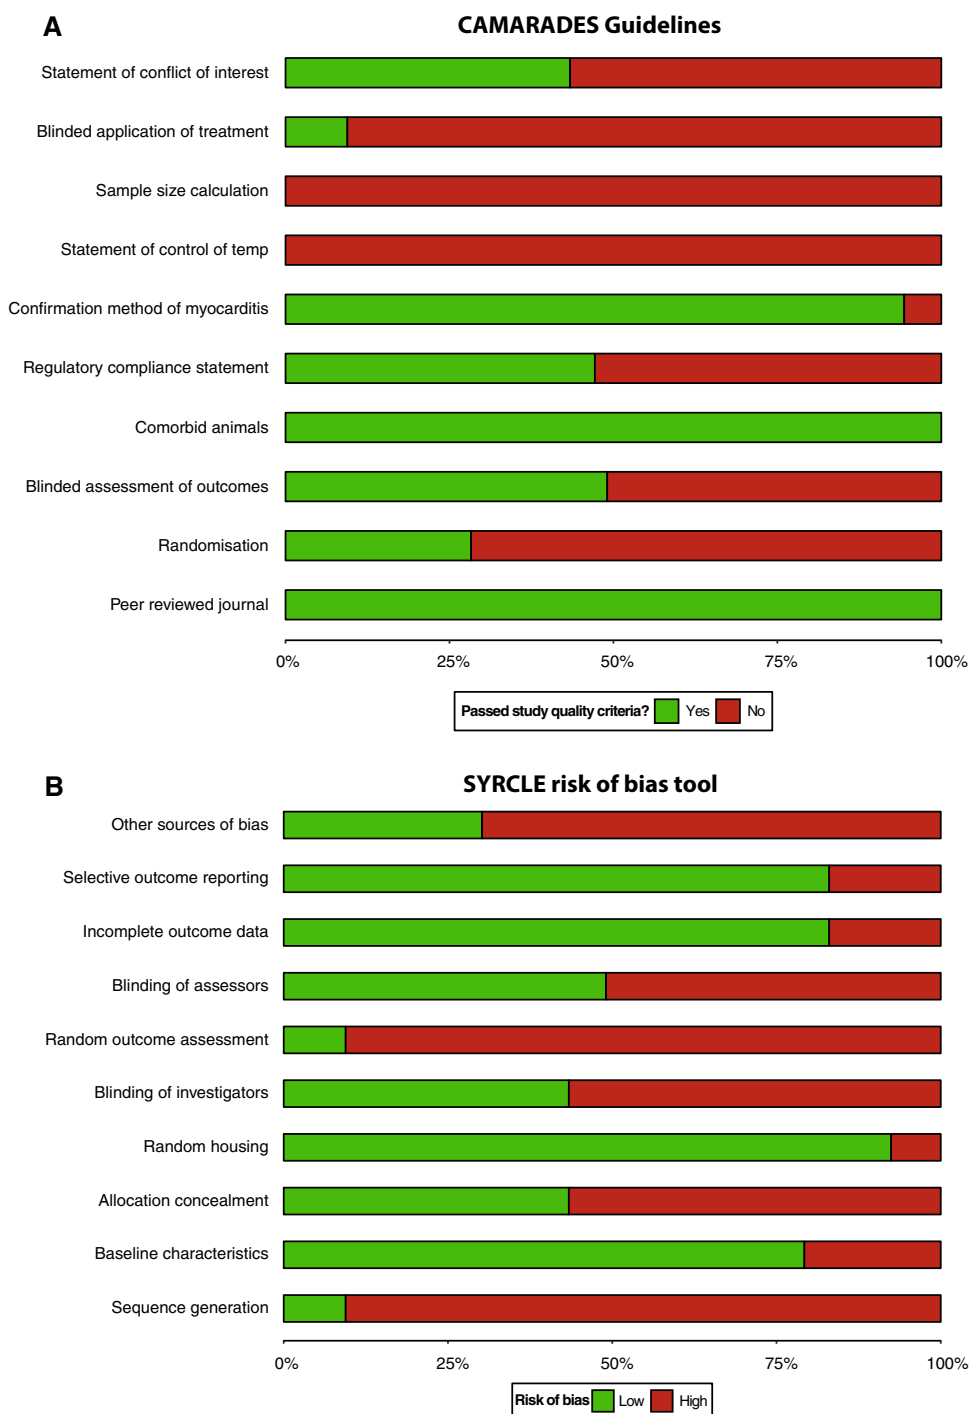 A
CAMARADES Guidelines
Statement of conflict of interest
Blinded application of treatment
Sample size calculation
Statement of control of temp
Confirmation method of myocarditis
Regulatory compliance statement
Comorbid animals
Blinded assessment of outcomes
Randomisation
Peer reviewed journal
0% 25% 50% 75% 100%
Passed study quality criteria? Yes No
B
SYRCLE risk of bias tool
Other sources of bias
Selective outcome reporting
Incomplete outcome data
Blinding of assessors
Random outcome assessment
Blinding of investigators
Random housing
Allocation concealment
Baseline characteristics
Sequence generation
0% 25% 50% 75% 100%
Risk of bias Low High